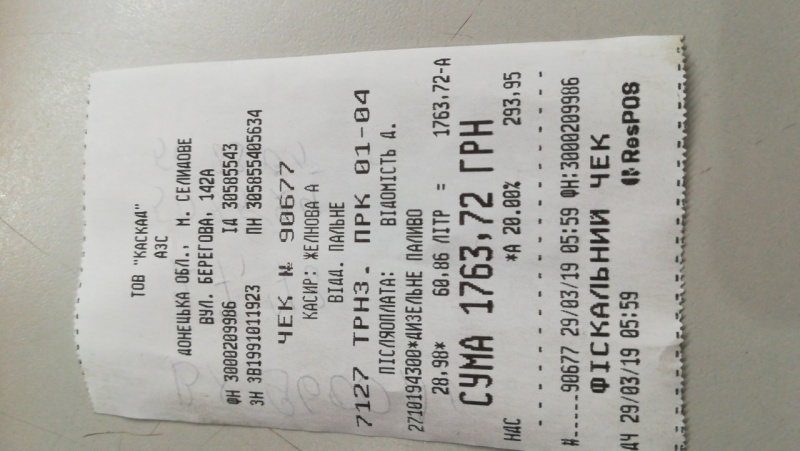 ТОВ "КАСКАД"
АЗС
ДОНЕЦЬКА ОБЛ., М. СЕЛИДОВЕ
ВУЛ. БЕРЕГОВА, 142А
ФН 3000209986 ІД 30585543
ЗН ЗВ1991011923 ПН 305855405634
ЧЕК № 90677
КАСИР: ЖЕЛНОВА А
ВІДД. ПАЛЬНЕ
7127 ТРНЗ. ПРК 01-04
ПІСЛЯОПЛАТА: ВІДОМІСТЬ Д.
2710194300*ДИЗЕЛЬНЕ ПАЛИВО
28,98* 60,86 ЛІТР = 1763,72-А
СУМА 1763,72 ГРН
НАС *А 20.00% 293,95
#.----90677 29/03/19 05:59 ФН:3000209986
ФІСКАЛЬНИЙ ЧЕК
ДЧ 29/03/19 05:59 ResPOS